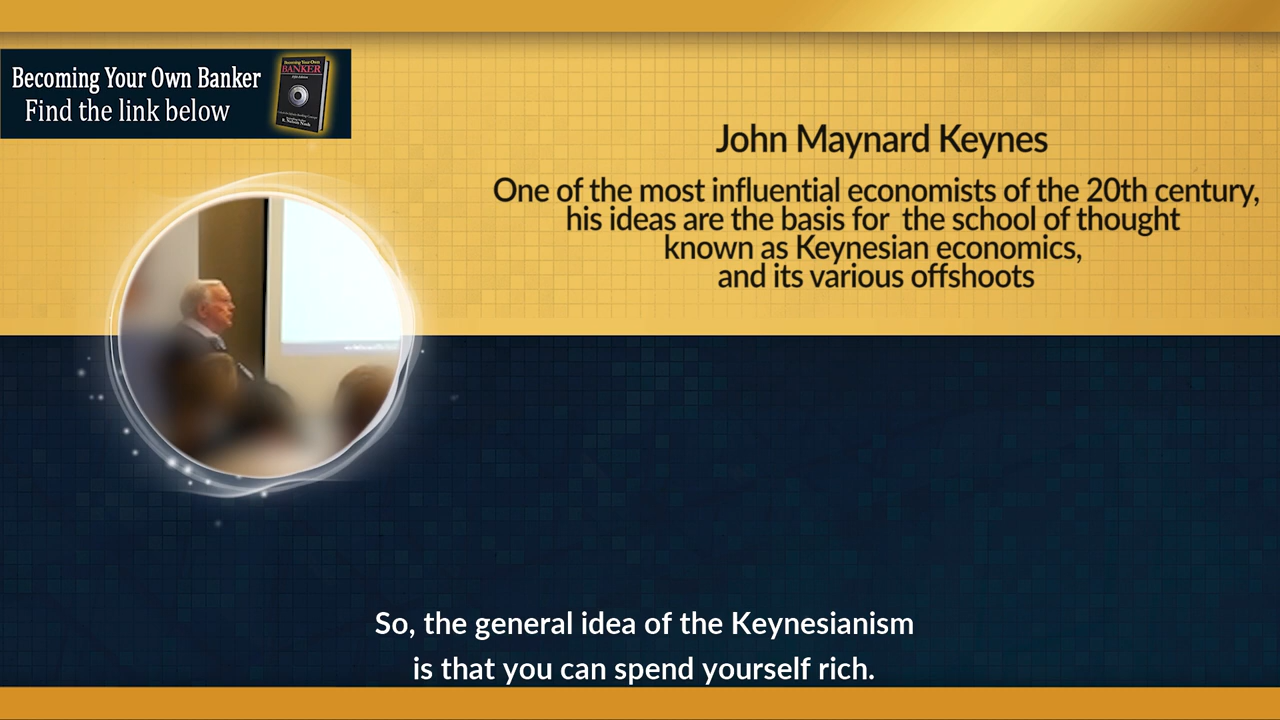 Becoming Your Own Banker
Find the link below
BANKER
John Maynard Keynes
One of the most influential economists of the 20th century,
his ideas are the basis for the school of thought
known as Keynesian economics,
and its various offshoots
So, the general idea of the Keynesianism
is that you can spend yourself rich.